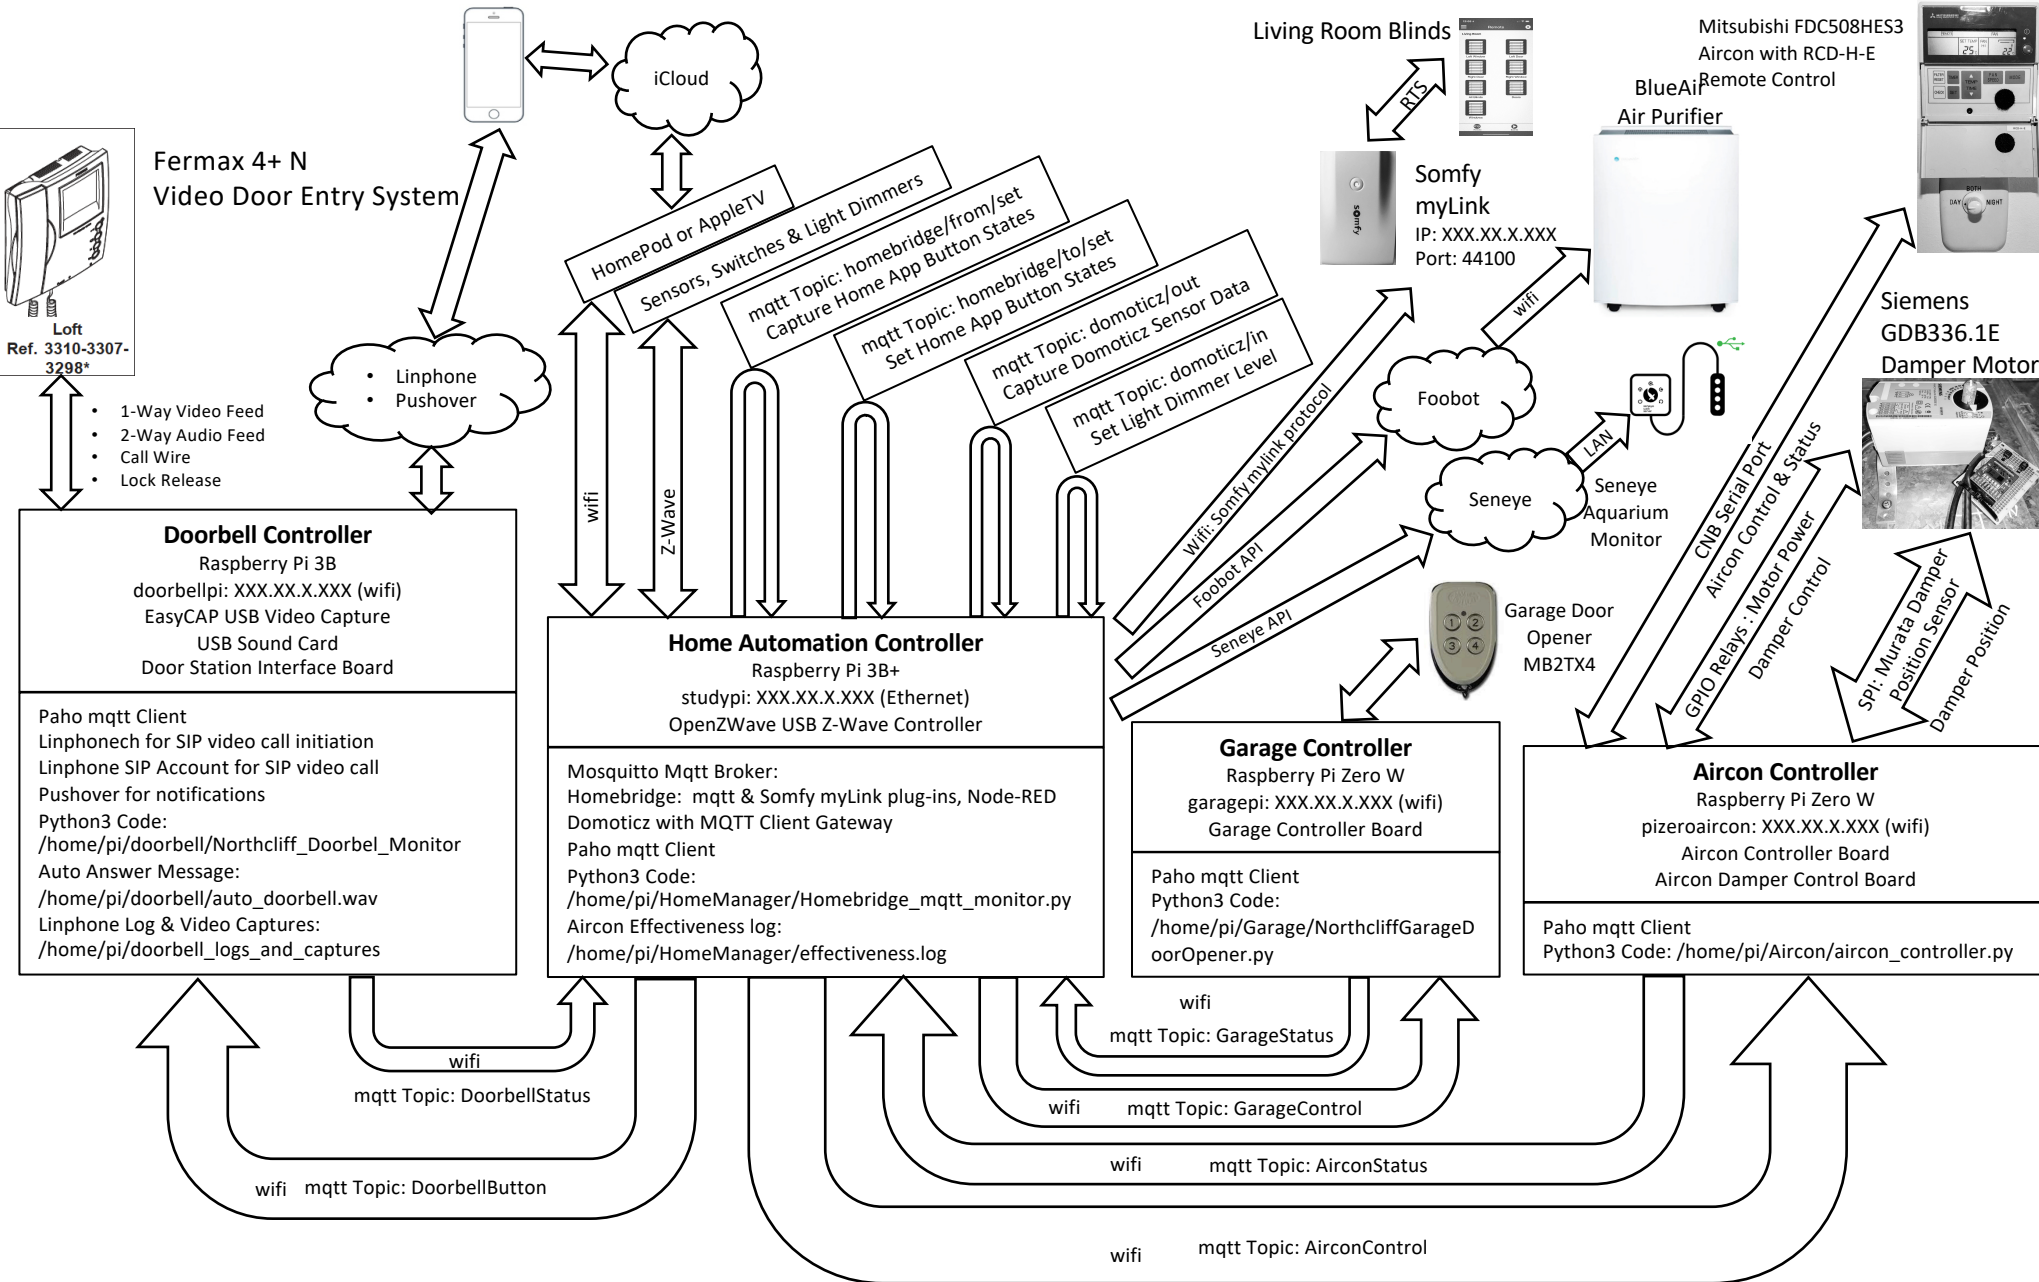 iCloud
Living Room Blinds
RTS
Mitsubishi FDC508HES3
Aircon with RCD-H-E
Remote Control
BlueAir
Air Purifier
BOTH
DAY
NIGHT
Fermax 4+ N
Video Door Entry System
Loft
Ref. 3310-3307-
3298*
• 1-Way Video Feed
• 2-Way Audio Feed
• Call Wire
• Lock Release
• Linphone
• Pushover
HomePod or AppleTV
Sensors, Switches & Light Dimmers
mqtt Topic: homebridge/from/set
Capture Home App Button States
mqtt Topic: homebridge/to/set
Set Home App Button States
mqtt Topic: domoticz/out
Capture Domoticz Sensor Data
mqtt Topic: domoticz/in
Set Light Dimmer Level
wifi
Z-Wave
somfy
Somfy
myLink
IP: XXX.XX.X.XXX
Port: 44100
wifi
Foobot
LAN
Seneye
Seneye
Aquarium
Monitor
Siemens
GDB336.1E
Damper Motor
Wifi: Somfy mylink protocol
Foobot API
Seneye API
1 2
3 4
Garage Door
Opener
MB2TX4
CNB Serial Port
Aircon Control & Status
GPIO Relays : Motor Power
Damper Control
SPI: Murata Damper
Position Sensor
Damper Position
Doorbell Controller
Raspberry Pi 3B
doorbellpi: XXX.XX.X.XXX (wifi)
EasyCAP USB Video Capture
USB Sound Card
Door Station Interface Board
Paho mqtt Client
Linphonech for SIP video call initiation
Linphone SIP Account for SIP video call
Pushover for notifications
Python3 Code:
/home/pi/doorbell/Northcliff_Doorbel_Monitor
Auto Answer Message:
/home/pi/doorbell/auto_doorbell.wav
Linphone Log & Video Captures:
/home/pi/doorbell_logs_and_captures
Home Automation Controller
Raspberry Pi 3B+
studypi: XXX.XX.X.XXX (Ethernet)
OpenZWave USB Z-Wave Controller
Mosquitto Mqtt Broker:
Homebridge: mqtt & Somfy myLink plug-ins, Node-RED
Domoticz with MQTT Client Gateway
Paho mqtt Client
Python3 Code:
/home/pi/HomeManager/Homebridge_mqtt_monitor.py
Aircon Effectiveness log:
/home/pi/HomeManager/effectiveness.log
Garage Controller
Raspberry Pi Zero W
garagepi: XXX.XX.X.XXX (wifi)
Garage Controller Board
Paho mqtt Client
Python3 Code:
/home/pi/Garage/NorthcliffGarageD
oorOpener.py
Aircon Controller
Raspberry Pi Zero W
pizeroaircon: XXX.XX.X.XXX (wifi)
Aircon Controller Board
Aircon Damper Control Board
Paho mqtt Client
Python3 Code: /home/pi/Aircon/aircon_controller.py
wifi
mqtt Topic: DoorbellStatus
wifi mqtt Topic: DoorbellButton
wifi
mqtt Topic: GarageStatus
wifi mqtt Topic: GarageControl
wifi mqtt Topic: AirconStatus
wifi mqtt Topic: AirconControl